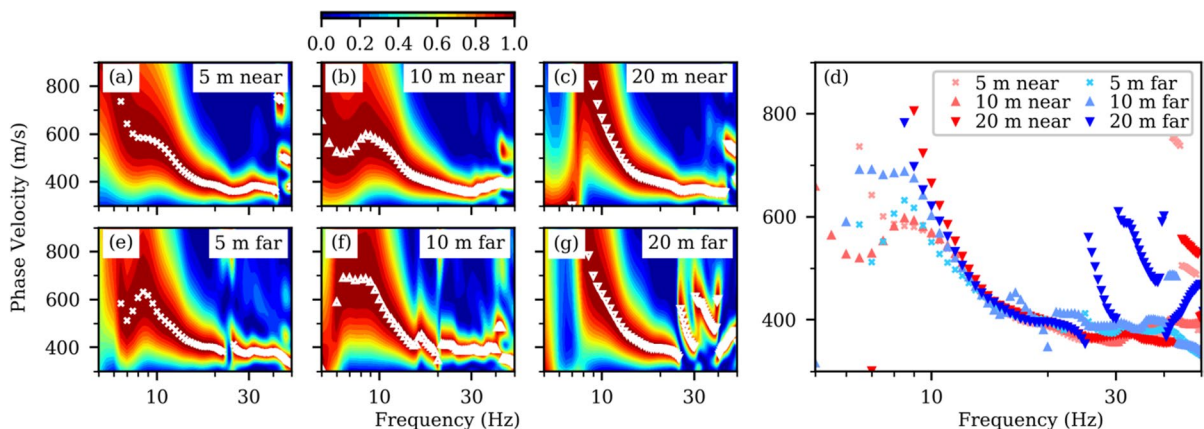 0.0 0.2 0.4 0.6 0.8 1.0
(a) 5 m near
(b) 10 m near
(c) 20 m near
(d)
5 m near 5 m far
10 m near 10 m far
20 m near 20 m far
800
600
400
Phase Velocity (m/s)
(e) 5 m far
(f) 10 m far
(g) 20 m far
800
600
400
10 30
10 30
10 30
Frequency (Hz)
800
600
400
10 30
Frequency (Hz)